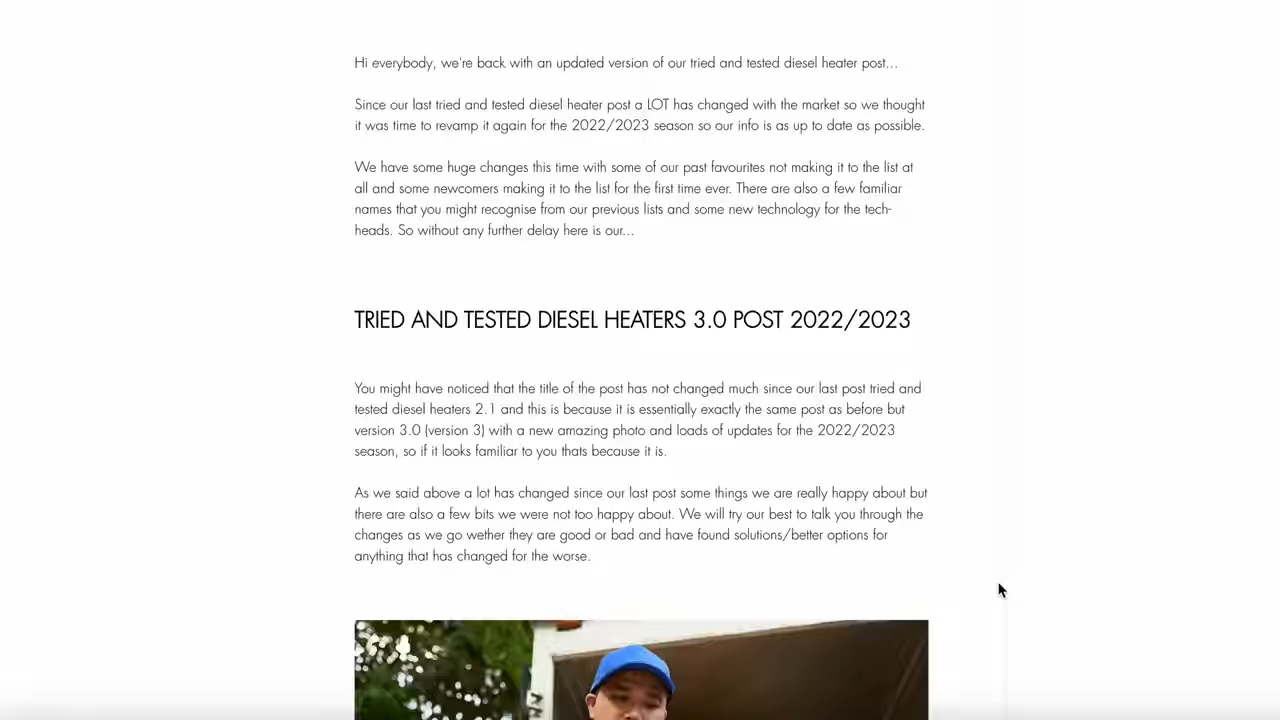 Hi everybody, we're back with an updated version of our tried and tested diesel heater post...
Since our last tried and tested diesel heater post a LOT has changed with the market so we thought
it was time to revamp it again for the 2022/2023 season so our info is as up to date as possible.
We have some huge changes this time with some of our past favourites not making it to the list at
all and some newcomers making it to the list for the first time ever. There are also a few familiar
names that you might recognise from our previous lists and some new technology for the tech-
heads. So without any further delay here is our...
TRIED AND TESTED DIESEL HEATERS 3.0 POST 2022/2023
You might have noticed that the title of the post has not changed much since our last post tried and
tested diesel heaters 2.1 and this is because it is essentially exactly the same post as before but
version 3.0 (version 3) with a new amazing photo and loads of updates for the 2022/2023
season, so if it looks familiar to you thats because it is.
As we said above a lot has changed since our last post some things we are really happy about but
there are also a few bits we were not too happy about. We will try our best to talk you through the
changes as we go wether they are good or bad and have found solutions/better options for
anything that has changed for the worse.